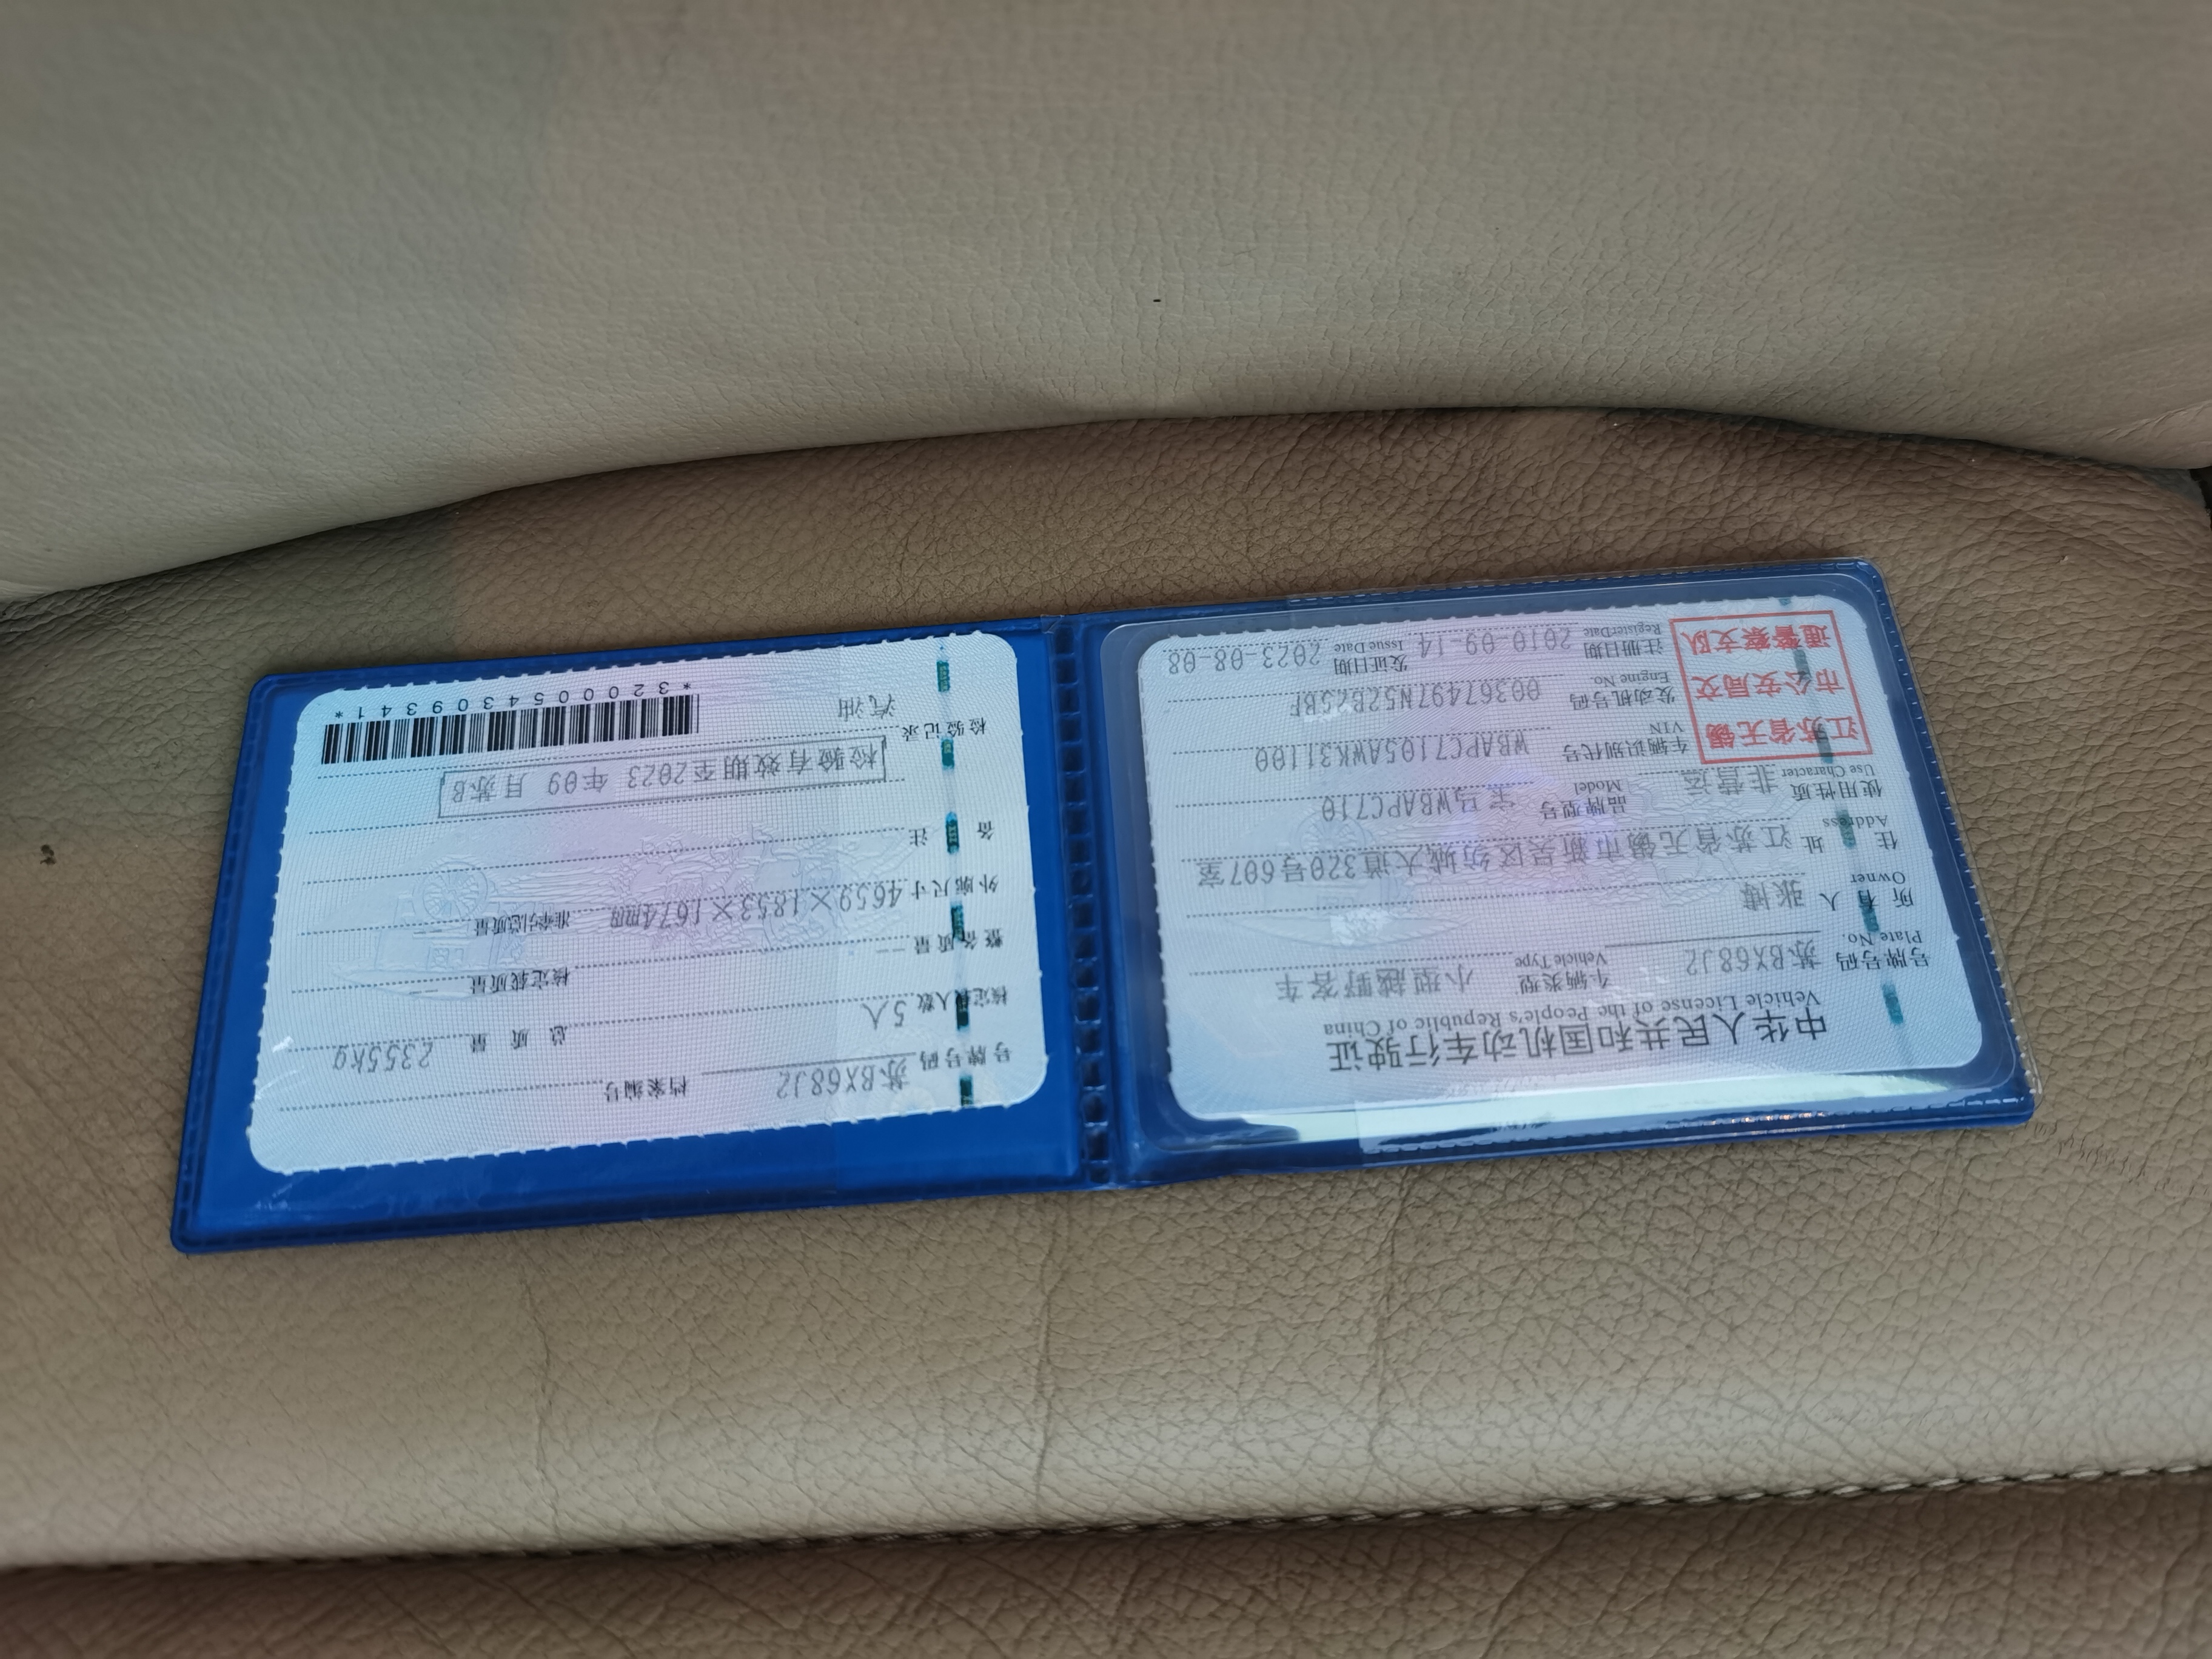 中华人民共和国机动车行驶证
Vehicle License of the People's Republic of China
号牌号码 苏BX68J2 车辆类型 小型越野客车
Plate No. Vehicle Type
所有人 张博
Owner
住址 江苏省无锡市新吴区纺城大道320号607室
Address
使用性质 非营运 品牌型号 宝马WBAPC710
Use Character Model
江苏省无锡
市公安局交
通警察支队
车辆识别代号 WBAPC7105AWK31100
VIN
发动机号码 00367497N52B25BF
Engine No.
注册日期 2010-09-14 发证日期 2023-08-08
Register Date Issue Date
号牌号码 苏BX68J2 档案编号
核定载人数 5人 总质量 2355kg
整备质量 -- 核定载质量 --
外廓尺寸 4659×1853×1674mm 准牵引总质量 --
备注
检验有效期至2023年09月苏B
检验记录
汽油
*3200054309341*